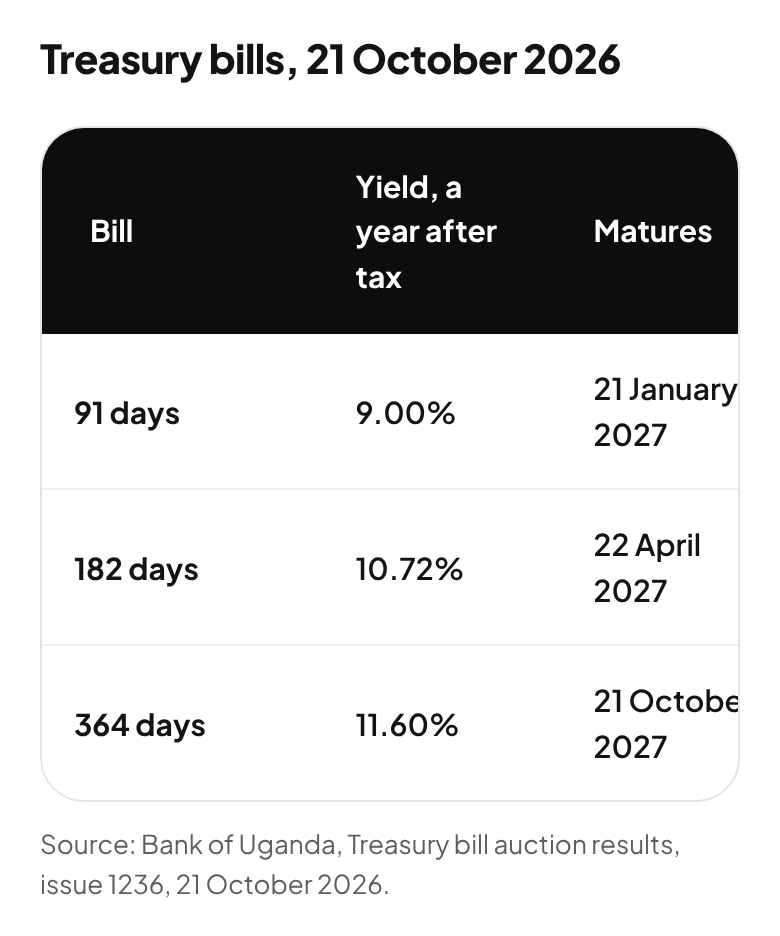 Treasury bills, 21 October 2026
Bill
Yield, a
year after
tax
Matures
91 days
9.00%
21 January
2027
182 days
10.72%
22 April
2027
364 days
11.60%
21 Octobe
2027
Source: Bank of Uganda, Treasury bill auction results,
issue 1236, 21 October 2026.